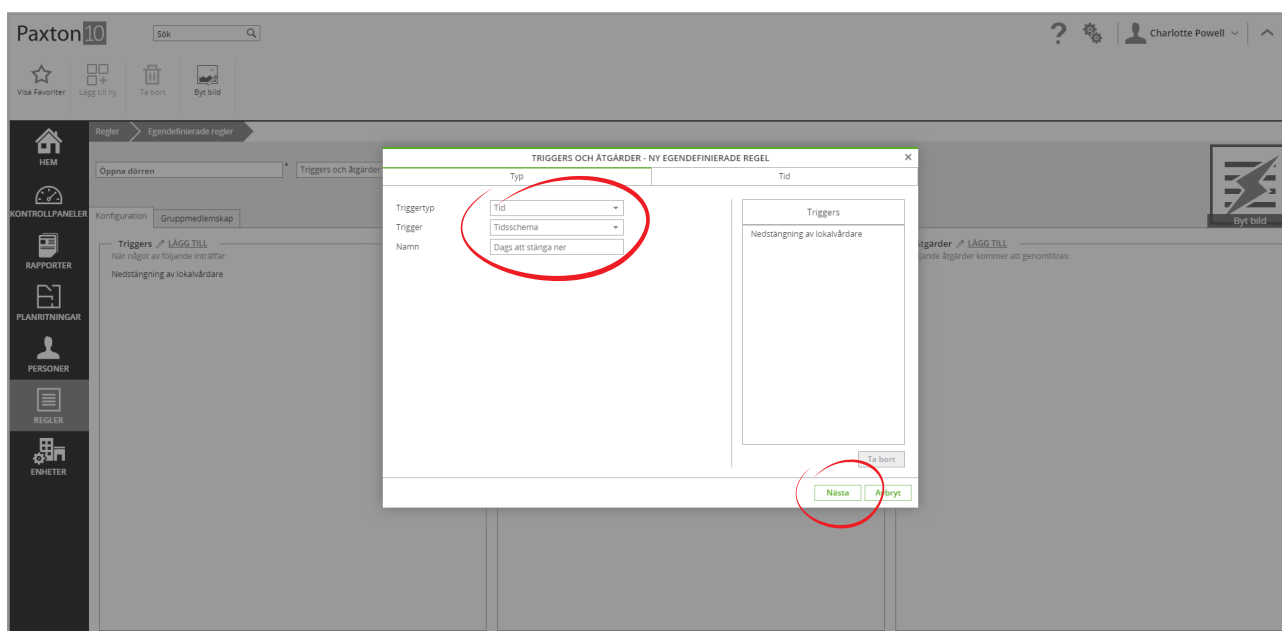 Paxton10
Sök
?
Charlotte Powell
Visa Favoriter
Lägg till ny
Ta bort
Byt bild
Regler
Egendefinierade regler
HEM
Öppna dörren
*
Triggers och åtgärder
KONTROLLPANELER
Konfiguration
Gruppmedlemskap
Byt bild
Triggers
LÄGG TILL
När något av följande inträffar:
Nedstängning av lokalvårdare
RAPPORTER
PLANRITNINGAR
PERSONER
REGLER
ENHETER
TRIGGERS OCH ÅTGÄRDER - NY EGENDEFINIERADE REGEL
×
Typ
Tid
Triggertyp
Tid
Trigger
Tidsschema
Namn
Dags att stänga ner
Triggers
Nedstängning av lokalvårdare
Ta bort
Nästa
Avbryt
LÄGG TILL
åtgärder kommer att genomföras: